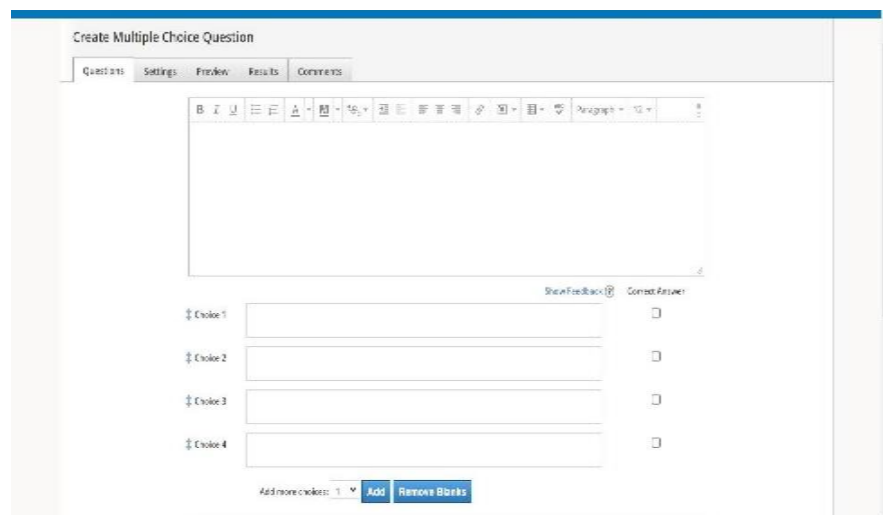 Create Multiple Choice Question
Questions Settings Preview Results Comments
B I U A Paragraph 12
Show Feedback Correct Answer
Choice 1
Choice 2
Choice 3
Choice 4
Add more choices: 1 Add Remove Blanks